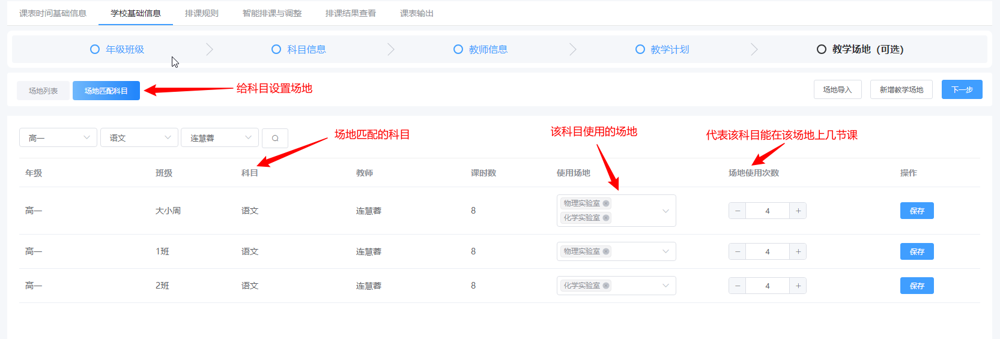 课表时间基础信息 学校基础信息 排课规则 智能排课与调整 排课结果查看 课表输出
年级班级 科目信息 教师信息 教学计划 教学场地（可选）
场地列表 场地匹配科目 给科目设置场地 场地导入 新增教学场地 下一步
场地匹配的科目 该科目使用的场地 代表该科目能在该场地上几节课
高一 语文 连慧蓉
年级 班级 科目 教师 课时数 使用场地 场地使用次数 操作
高一 大小周 语文 连慧蓉 8 物理实验室 化学实验室 − 4 + 保存
高一 1班 语文 连慧蓉 8 物理实验室 − 4 + 保存
高一 2班 语文 连慧蓉 8 化学实验室 − 4 + 保存